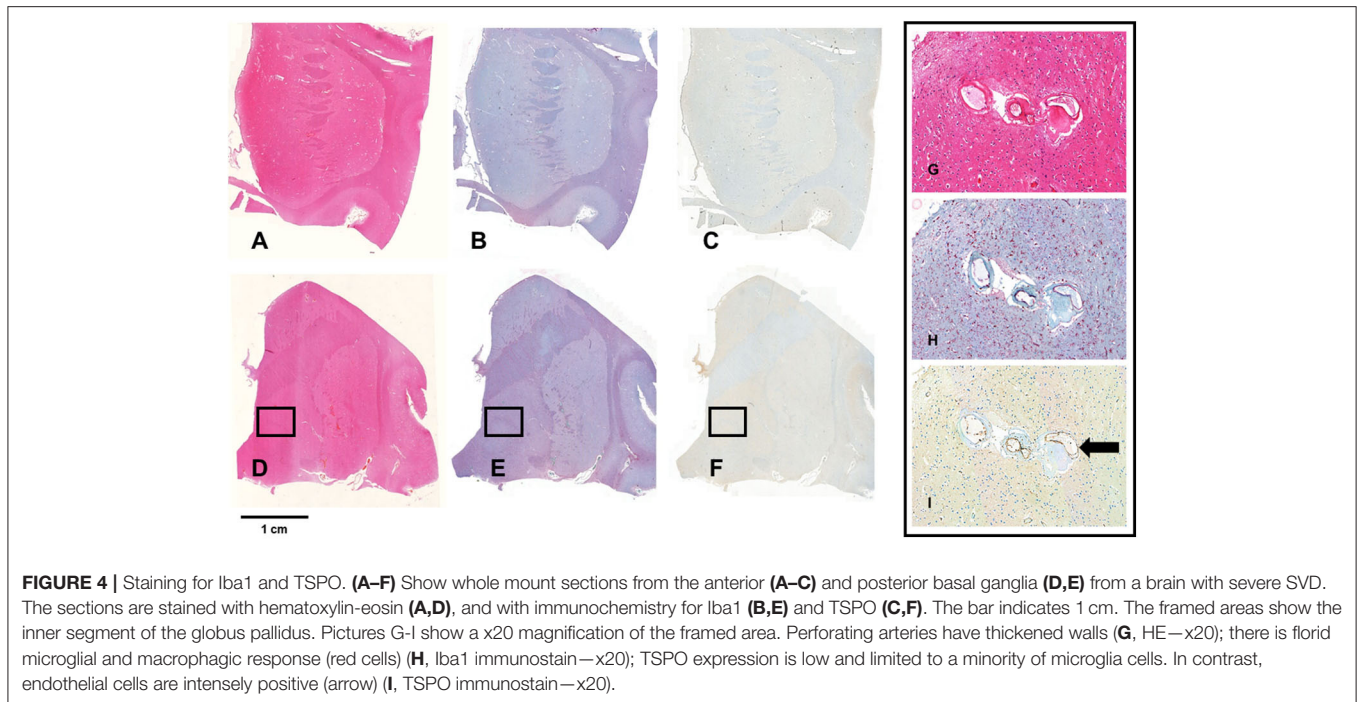 A
B
C
G
H
D
E
F
I
1 cm
FIGURE 4 | Staining for Iba1 and TSPO. (A–F) Show whole mount sections from the anterior (A–C) and posterior basal ganglia (D,E) from a brain with severe SVD.
The sections are stained with hematoxylin-eosin (A,D), and with immunochemistry for Iba1 (B,E) and TSPO (C,F). The bar indicates 1 cm. The framed areas show the
inner segment of the globus pallidus. Pictures G-I show a x20 magnification of the framed area. Perforating arteries have thickened walls (G, HE—x20); there is florid
microglial and macrophagic response (red cells) (H, Iba1 immunostain—x20); TSPO expression is low and limited to a minority of microglia cells. In contrast,
endothelial cells are intensely positive (arrow) (I, TSPO immunostain—x20).